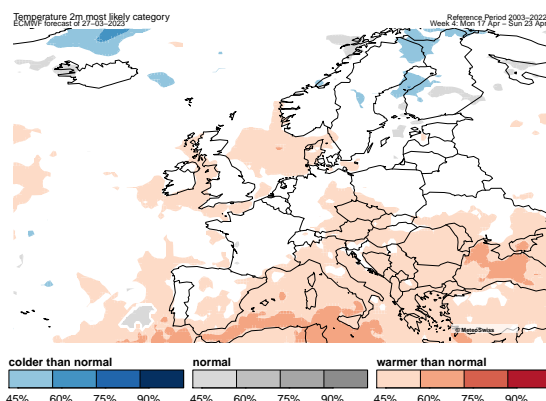 Temperature 2m most likely category
ECMWF forecast of 27-03-2023
Reference Period 2003-2022
Week 4: Mon 17 Apr – Sun 23 Apr
© MeteoSwiss
colder than normal
normal
warmer than normal
45% 60% 75% 90%
45% 60% 75% 90%
45% 60% 75% 90%